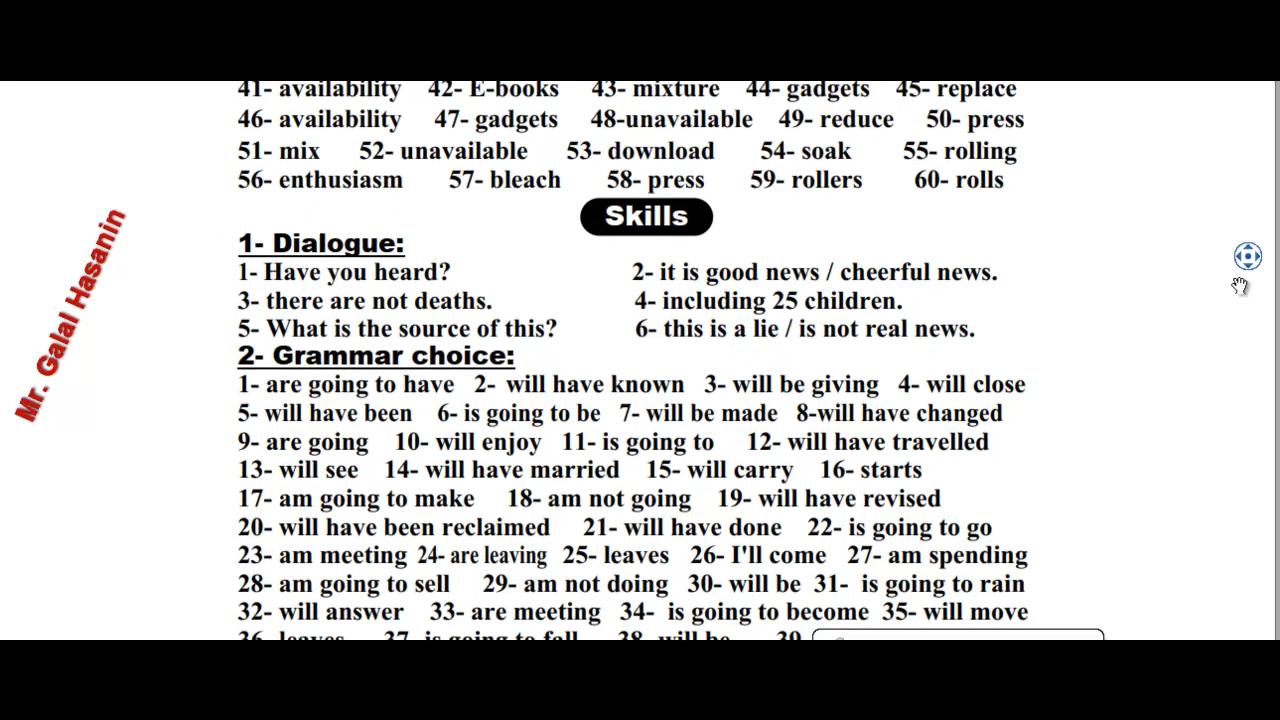 41- availability 42- E-books 43- mixture 44- gadgets 45- replace
46- availability 47- gadgets 48-unavailable 49- reduce 50- press
51- mix 52- unavailable 53- download 54- soak 55- rolling
56- enthusiasm 57- bleach 58- press 59- rollers 60- rolls
Skills
1- Dialogue:
1- Have you heard? 2- it is good news / cheerful news.
3- there are not deaths. 4- including 25 children.
5- What is the source of this? 6- this is a lie / is not real news.
2- Grammar choice:
1- are going to have 2- will have known 3- will be giving 4- will close
5- will have been 6- is going to be 7- will be made 8-will have changed
9- are going 10- will enjoy 11- is going to 12- will have travelled
13- will see 14- will have married 15- will carry 16- starts
17- am going to make 18- am not going 19- will have revised
20- will have been reclaimed 21- will have done 22- is going to go
23- am meeting 24- are leaving 25- leaves 26- I'll come 27- am spending
28- am going to sell 29- am not doing 30- will be 31- is going to rain
32- will answer 33- are meeting 34- is going to become 35- will move
36- leaves 37- is going to fall 38- will be 39
Mr. Galal Hasanin